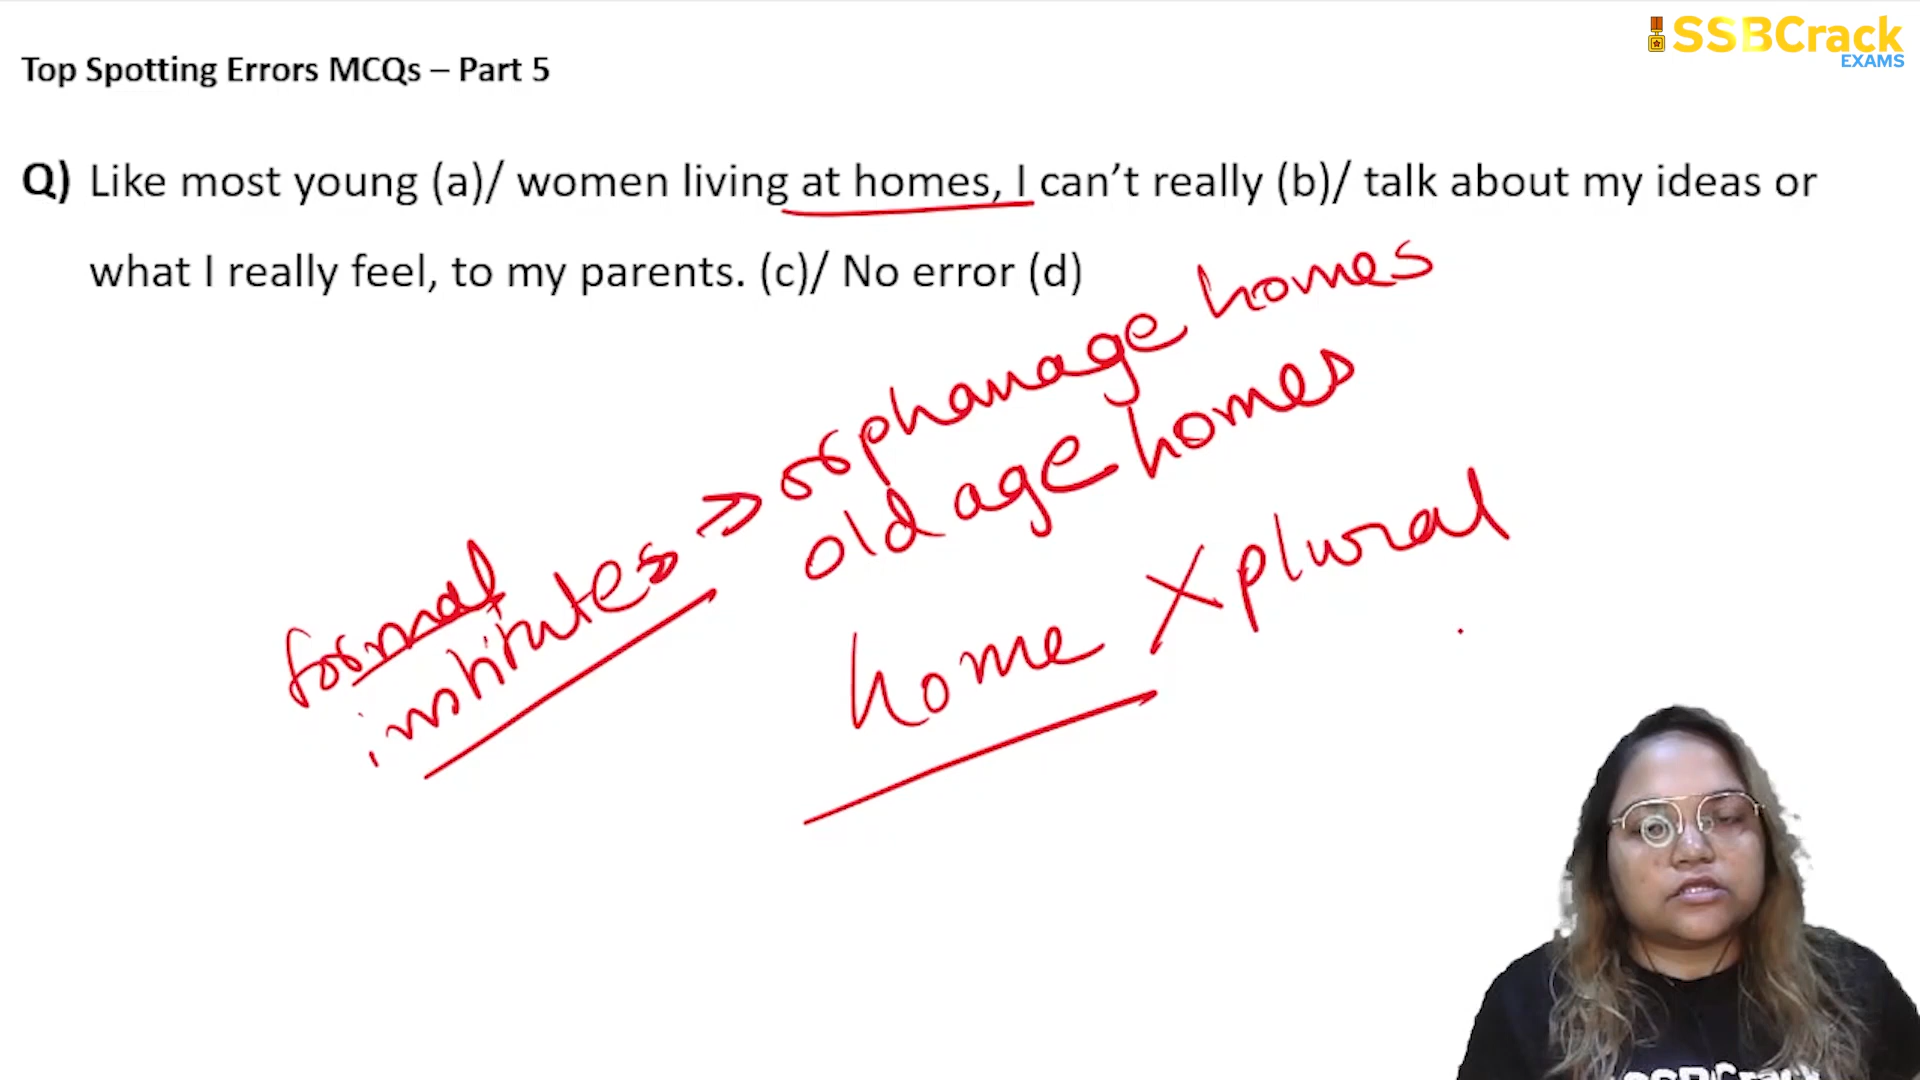 SSBCrack
EXAMS
Top Spotting Errors MCQs – Part 5
Q) Like most young (a)/ women living at homes, I can’t really (b)/ talk about my ideas or
what I really feel, to my parents. (c)/ No error (d)
formal
institutes => orphanage homes
old age homes
home X plural